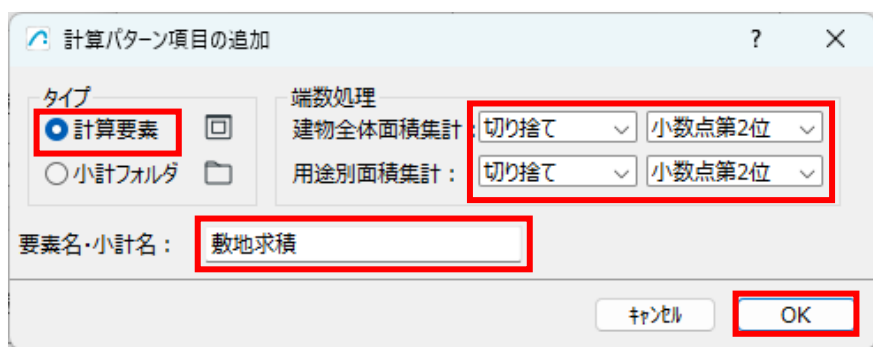 計算パターン項目の追加 ? ×
タイプ
計算要素
小計フォルダ
端数処理
建物全体面積集計： 切り捨て 小数点第2位
用途別面積集計： 切り捨て 小数点第2位
要素名・小計名： 敷地求積
ｷｬﾝｾﾙ OK